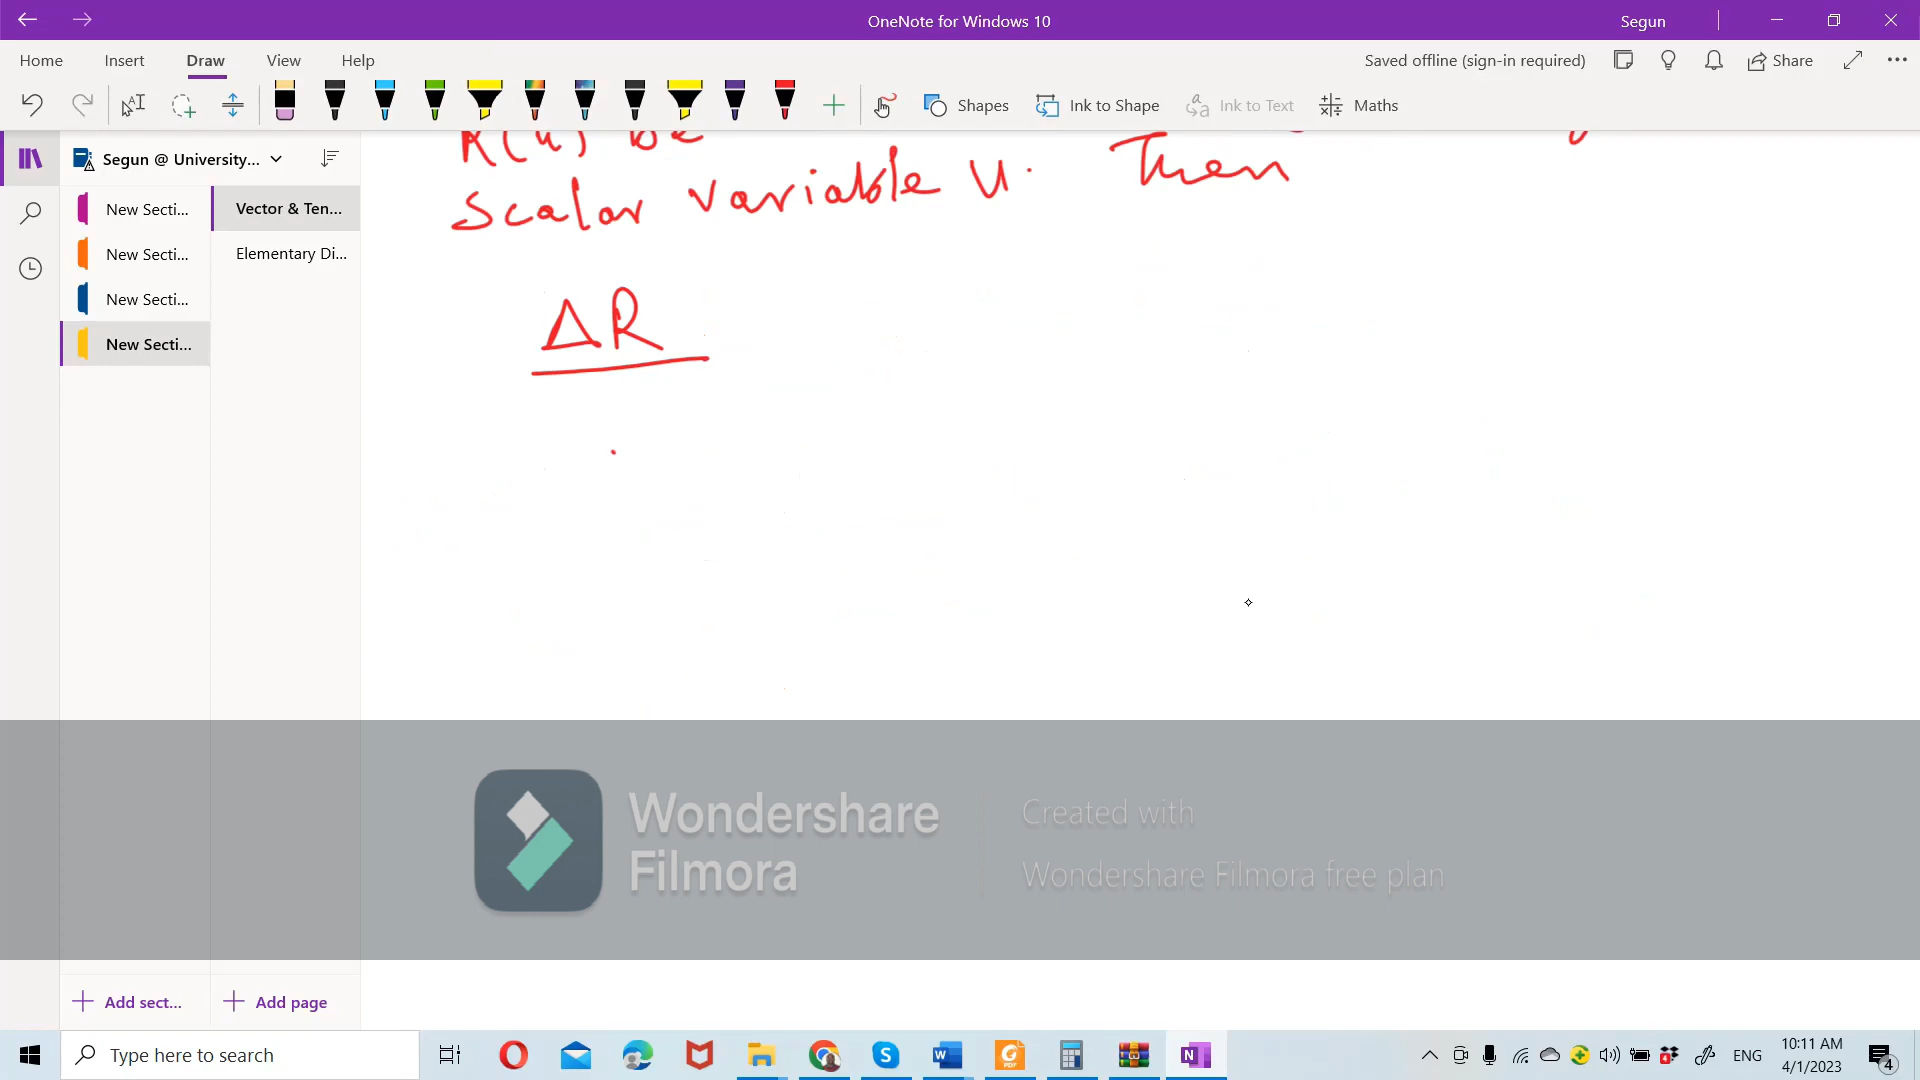 OneNote for Windows 10
Segun
Home Insert Draw View Help
Saved offline (sign-in required)
Share
Shapes
Ink to Shape
Ink to Text
Maths
Segun @ University...
New Secti...
New Secti...
New Secti...
New Secti...
Vector & Ten...
Elementary Di...
R(u) be
scalar variable u. Then
ΔR
Wondershare
Filmora
Created with
Wondershare Filmora free plan
Add sect...
Add page
Type here to search
ENG
10:11 AM
4/1/2023
4